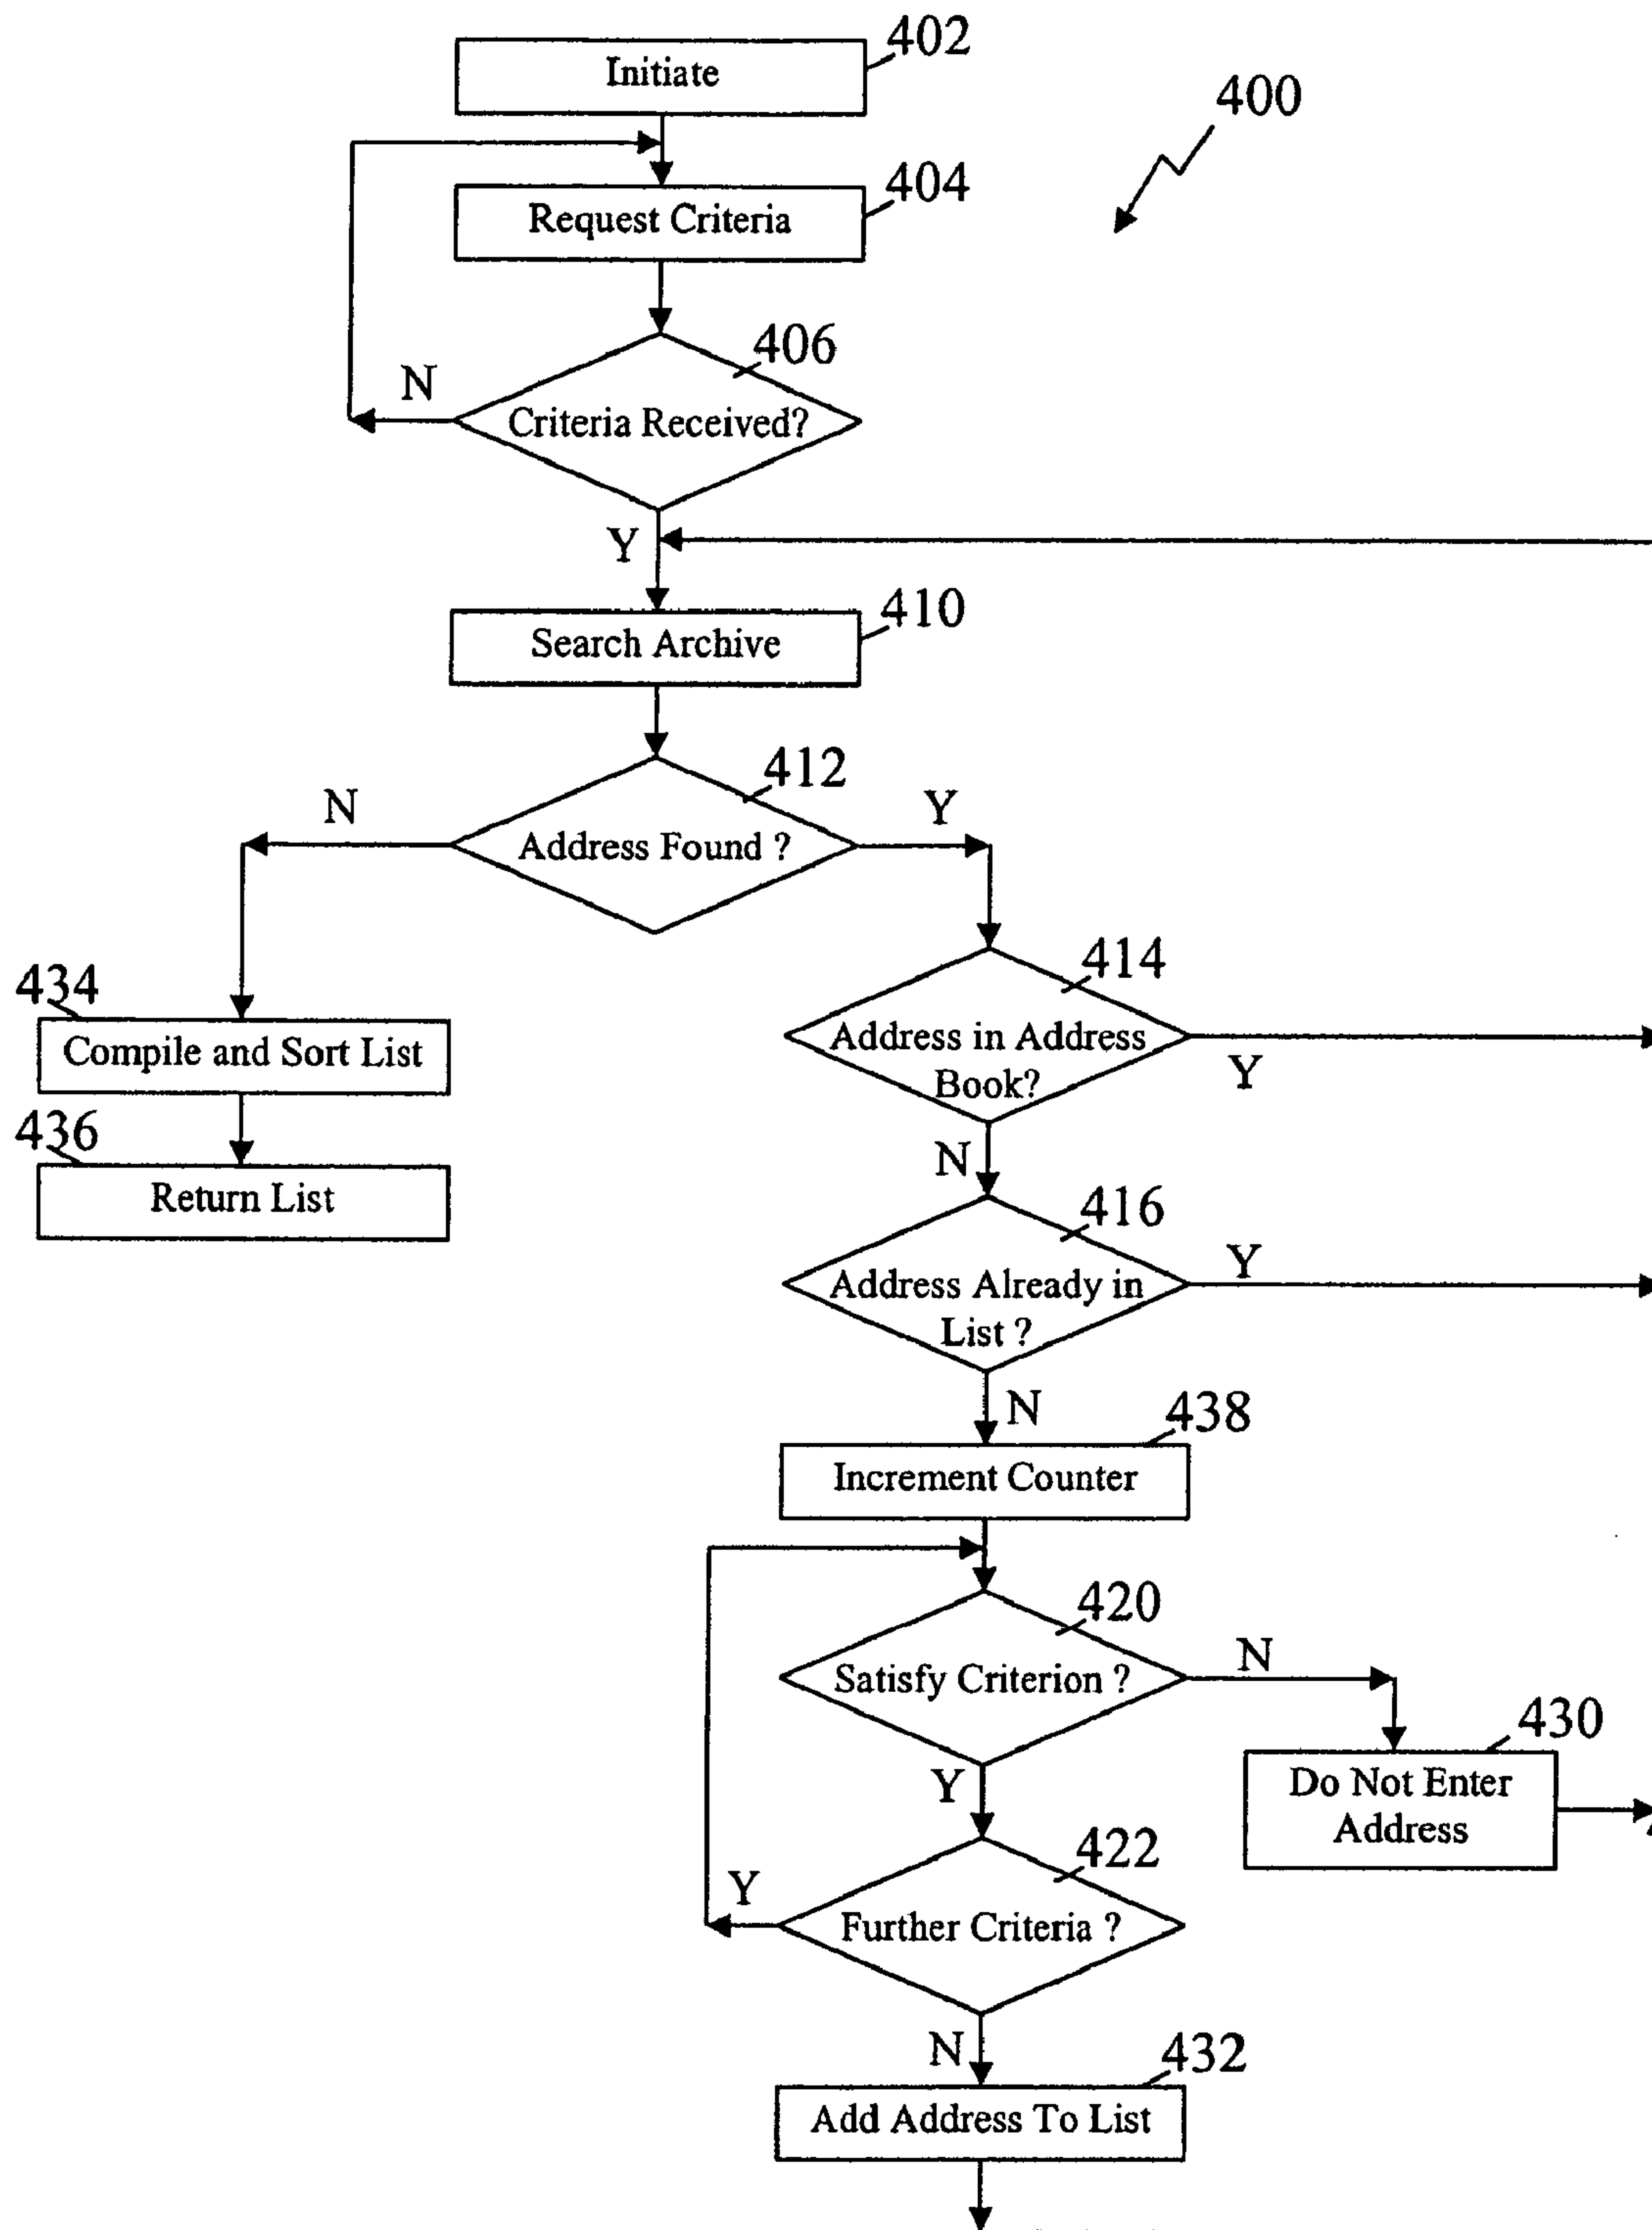 402
Initiate
400
404
Request Criteria
406
N
Criteria Received?
Y
410
Search Archive
412
N
Y
Address Found ?
414
434
Address in Address
Book?
Compile and Sort List
Y
436
N
Return List
416
Y
Address Already in
List ?
N
438
Increment Counter
420
N
Satisfy Criterion ?
430
Y
Do Not Enter
Address
422
Y
Further Criteria ?
N
432
Add Address To List